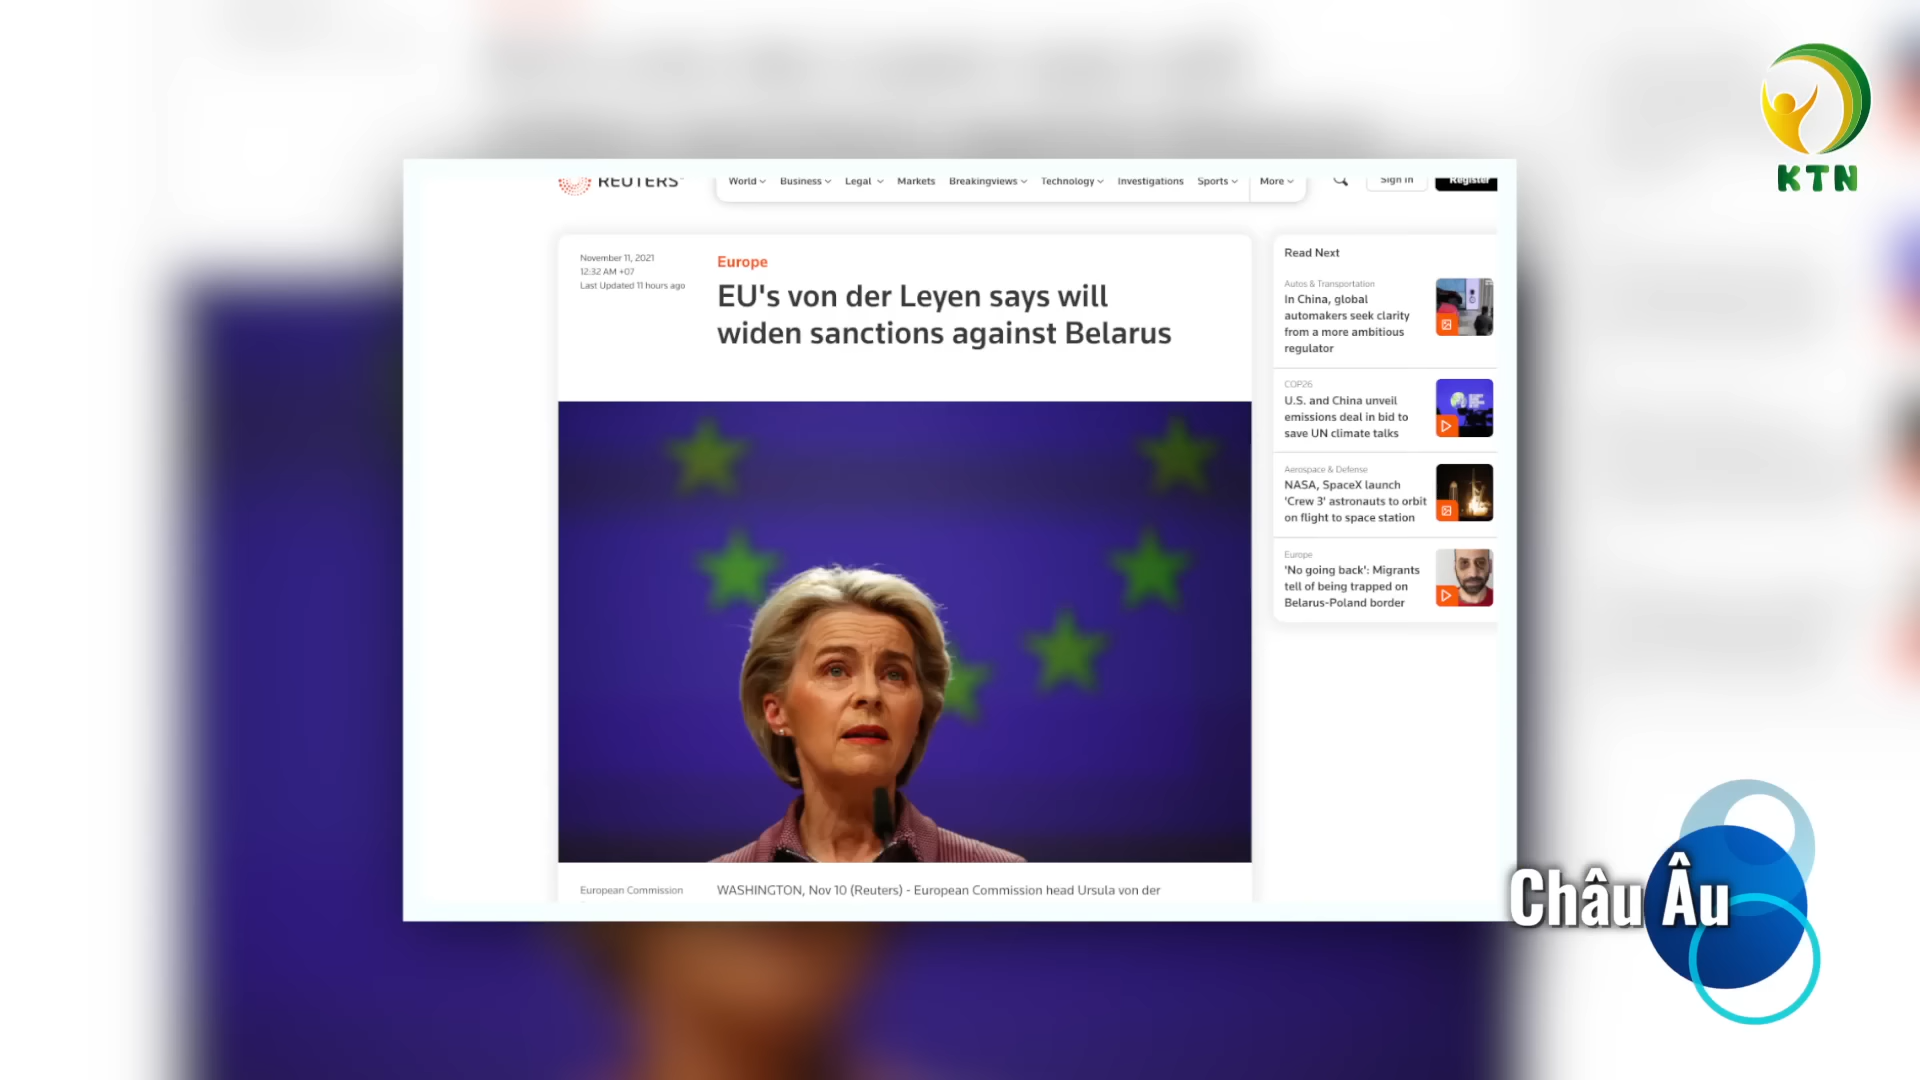 REUTERS
World
Business
Legal
Markets
Breakingviews
Technology
Investigations
Sports
More
Sign In
Register
November 11, 2021
12:32 AM +07
Last Updated 11 hours ago
Europe
EU's von der Leyen says will
widen sanctions against Belarus
European Commission
WASHINGTON, Nov 10 (Reuters) - European Commission head Ursula von der
Read Next
Autos & Transportation
In China, global
automakers seek clarity
from a more ambitious
regulator
COP26
U.S. and China unveil
emissions deal in bid to
save UN climate talks
Aerospace & Defense
NASA, SpaceX launch
'Crew 3' astronauts to orbit
on flight to space station
Europe
'No going back': Migrants
tell of being trapped on
Belarus-Poland border
KTN
Châu Âu